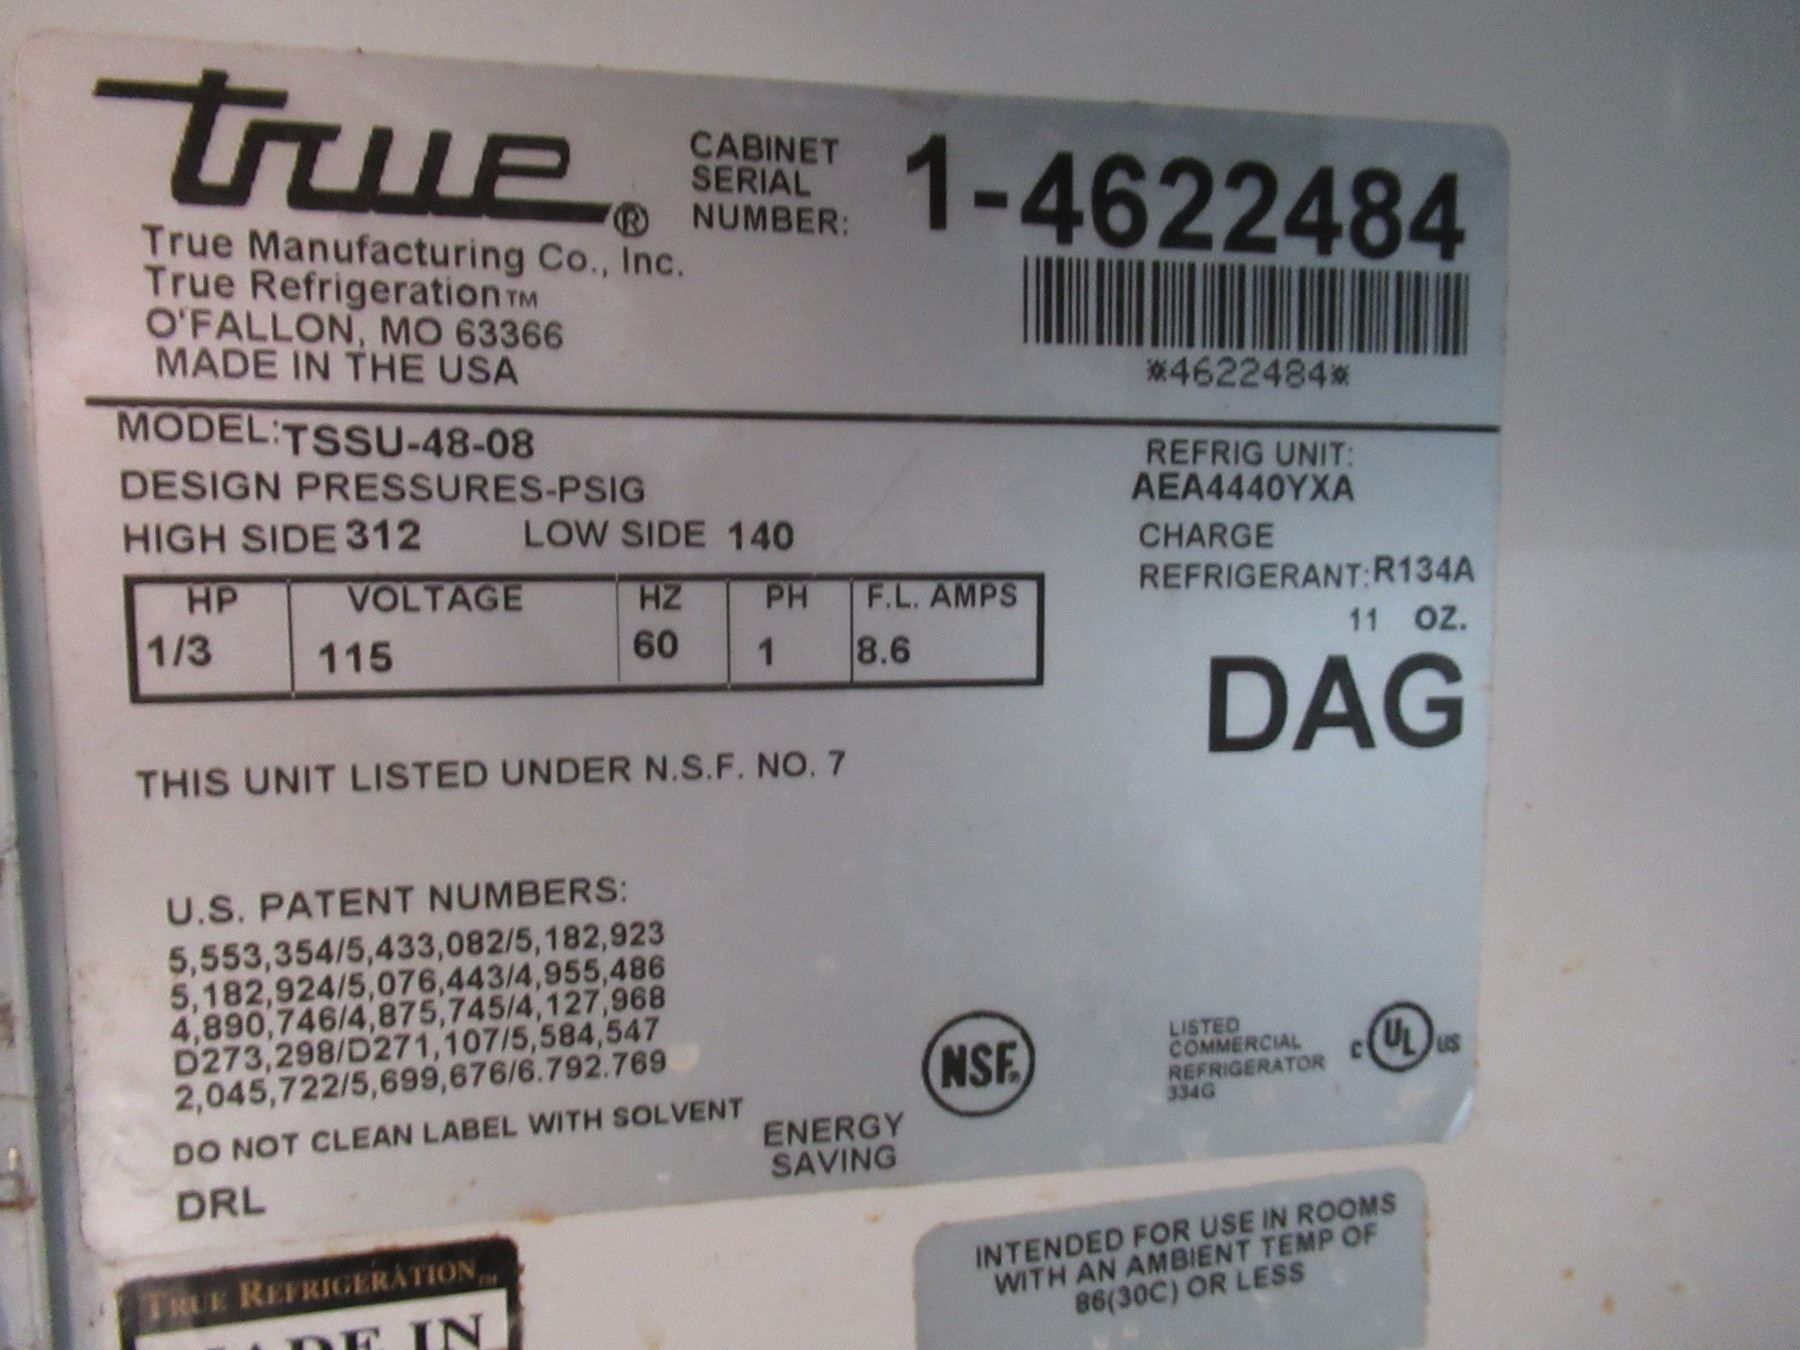 true®
CABINET
SERIAL
NUMBER:
1-4622484
*4622484*
True Manufacturing Co., Inc.
True Refrigeration™
O'FALLON, MO 63366
MADE IN THE USA
MODEL: TSSU-48-08
DESIGN PRESSURES-PSIG
HIGH SIDE 312 LOW SIDE 140
REFRIG UNIT:
AEA4440YXA
CHARGE
REFRIGERANT: R134A
11 OZ.
DAG
HP VOLTAGE HZ PH F.L. AMPS
1/3 115 60 1 8.6
THIS UNIT LISTED UNDER N.S.F. NO. 7
U.S. PATENT NUMBERS:
5,553,354/5,433,082/5,182,923
5,182,924/5,076,443/4,955,486
4,890,746/4,875,745/4,127,968
D273,298/D271,107/5,584,547
2,045,722/5,699,676/6.792.769
DO NOT CLEAN LABEL WITH SOLVENT
DRL
ENERGY
SAVING
NSF®
LISTED
COMMERCIAL
REFRIGERATOR
334G
C UL US
INTENDED FOR USE IN ROOMS
WITH AN AMBIENT TEMP OF
86(30C) OR LESS
TRUE REFRIGERATION™
MADE IN